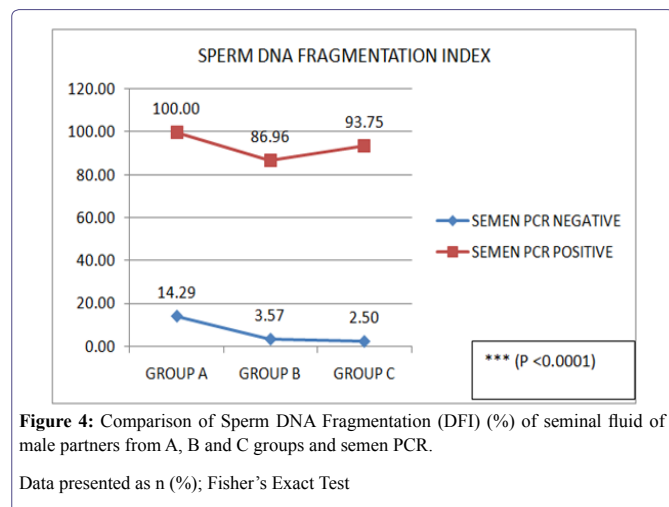 SPERM DNA FRAGMENTATION INDEX
120.00
100.00
80.00
60.00
40.00
20.00
0.00
100.00
86.96
93.75
14.29
3.57
2.50
GROUP A GROUP B GROUP C
SEMEN PCR NEGATIVE
SEMEN PCR POSITIVE
*** (P <0.0001)
Figure 4: Comparison of Sperm DNA Fragmentation (DFI) (%) of seminal fluid of
male partners from A, B and C groups and semen PCR.
Data presented as n (%); Fisher's Exact Test